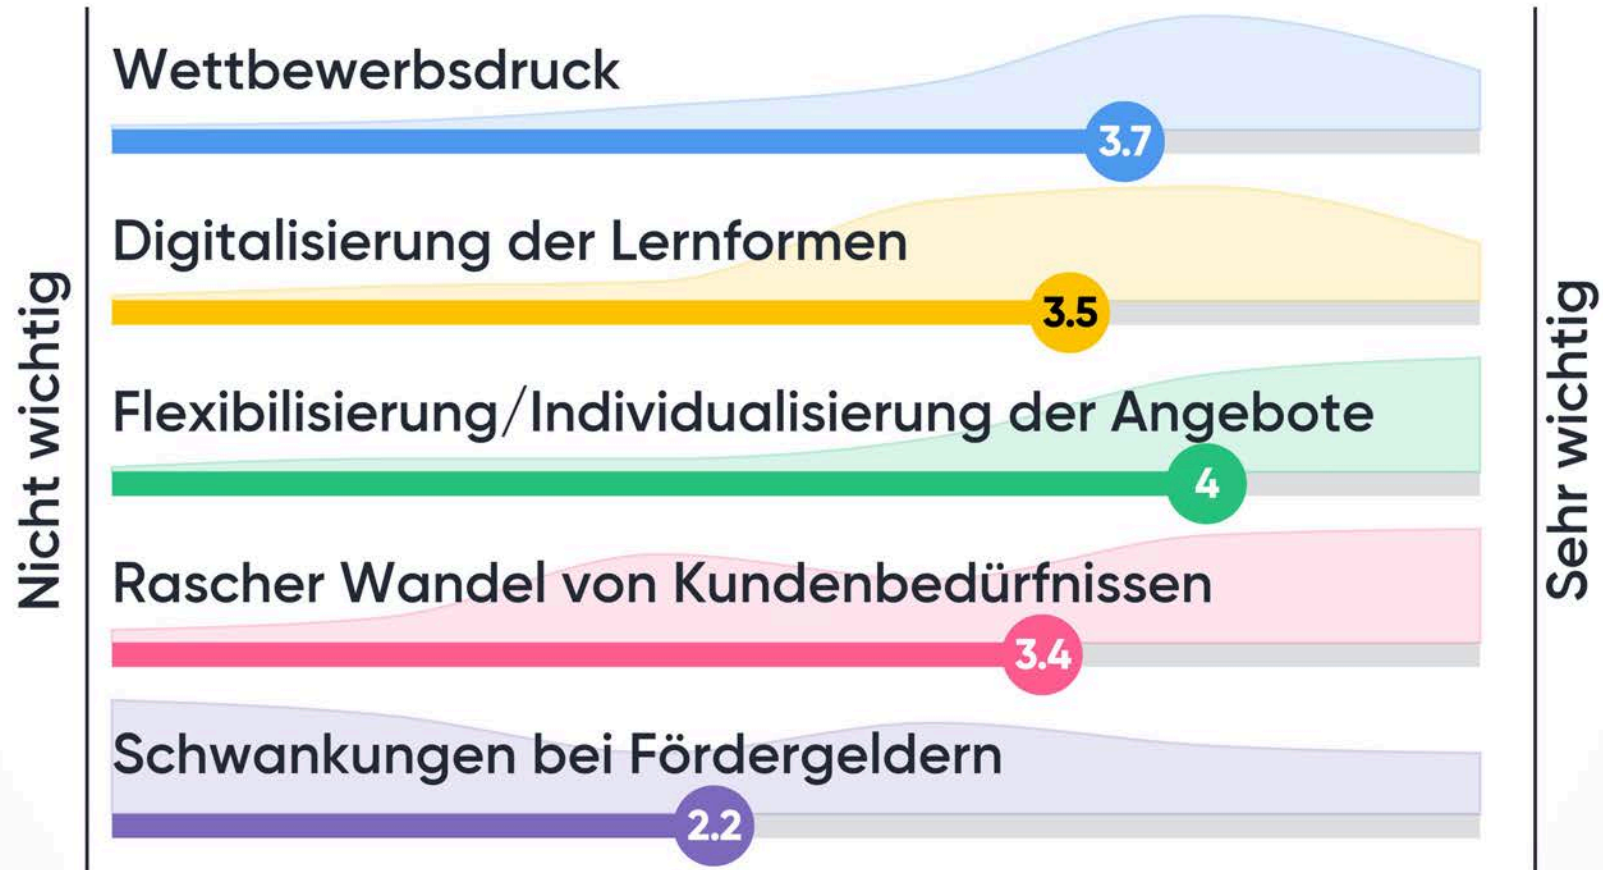 Nicht wichtig
Wettbewerbsdruck
3.7
Digitalisierung der Lernformen
3.5
Flexibilisierung/Individualisierung der Angebote
4
Rascher Wandel von Kundenbedürfnissen
3.4
Schwankungen bei Fördergeldern
2.2
Sehr wichtig